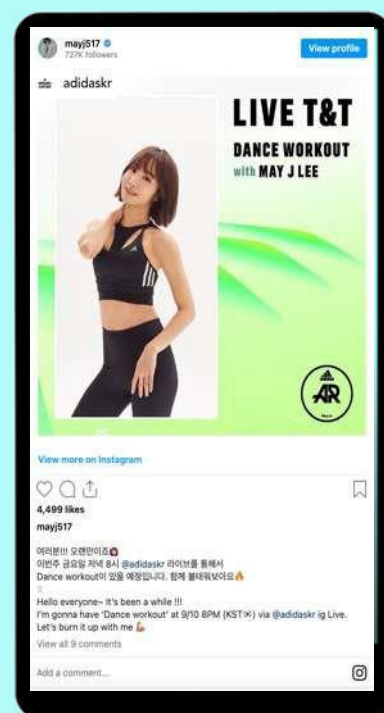 mayj517
727K followers
View profile
adidaskr
LIVE T&T
DANCE WORKOUT
with MAY J LEE
AR
View more on Instagram
4,499 likes
mayj517
여러분!!! 오랜만이죠
이번주 금요일 저녁 8시 @adidaskr 라이브를 통해서
Dance workout이 있을 예정입니다. 함께 불태워보아요🔥
Hello everyone~ It's been a while !!!
I'm gonna have 'Dance workout' at 9/10 8PM (KST🇰🇷) via @adidaskr ig Live.
Let's burn it up with me 💪
View all 9 comments
Add a comment...